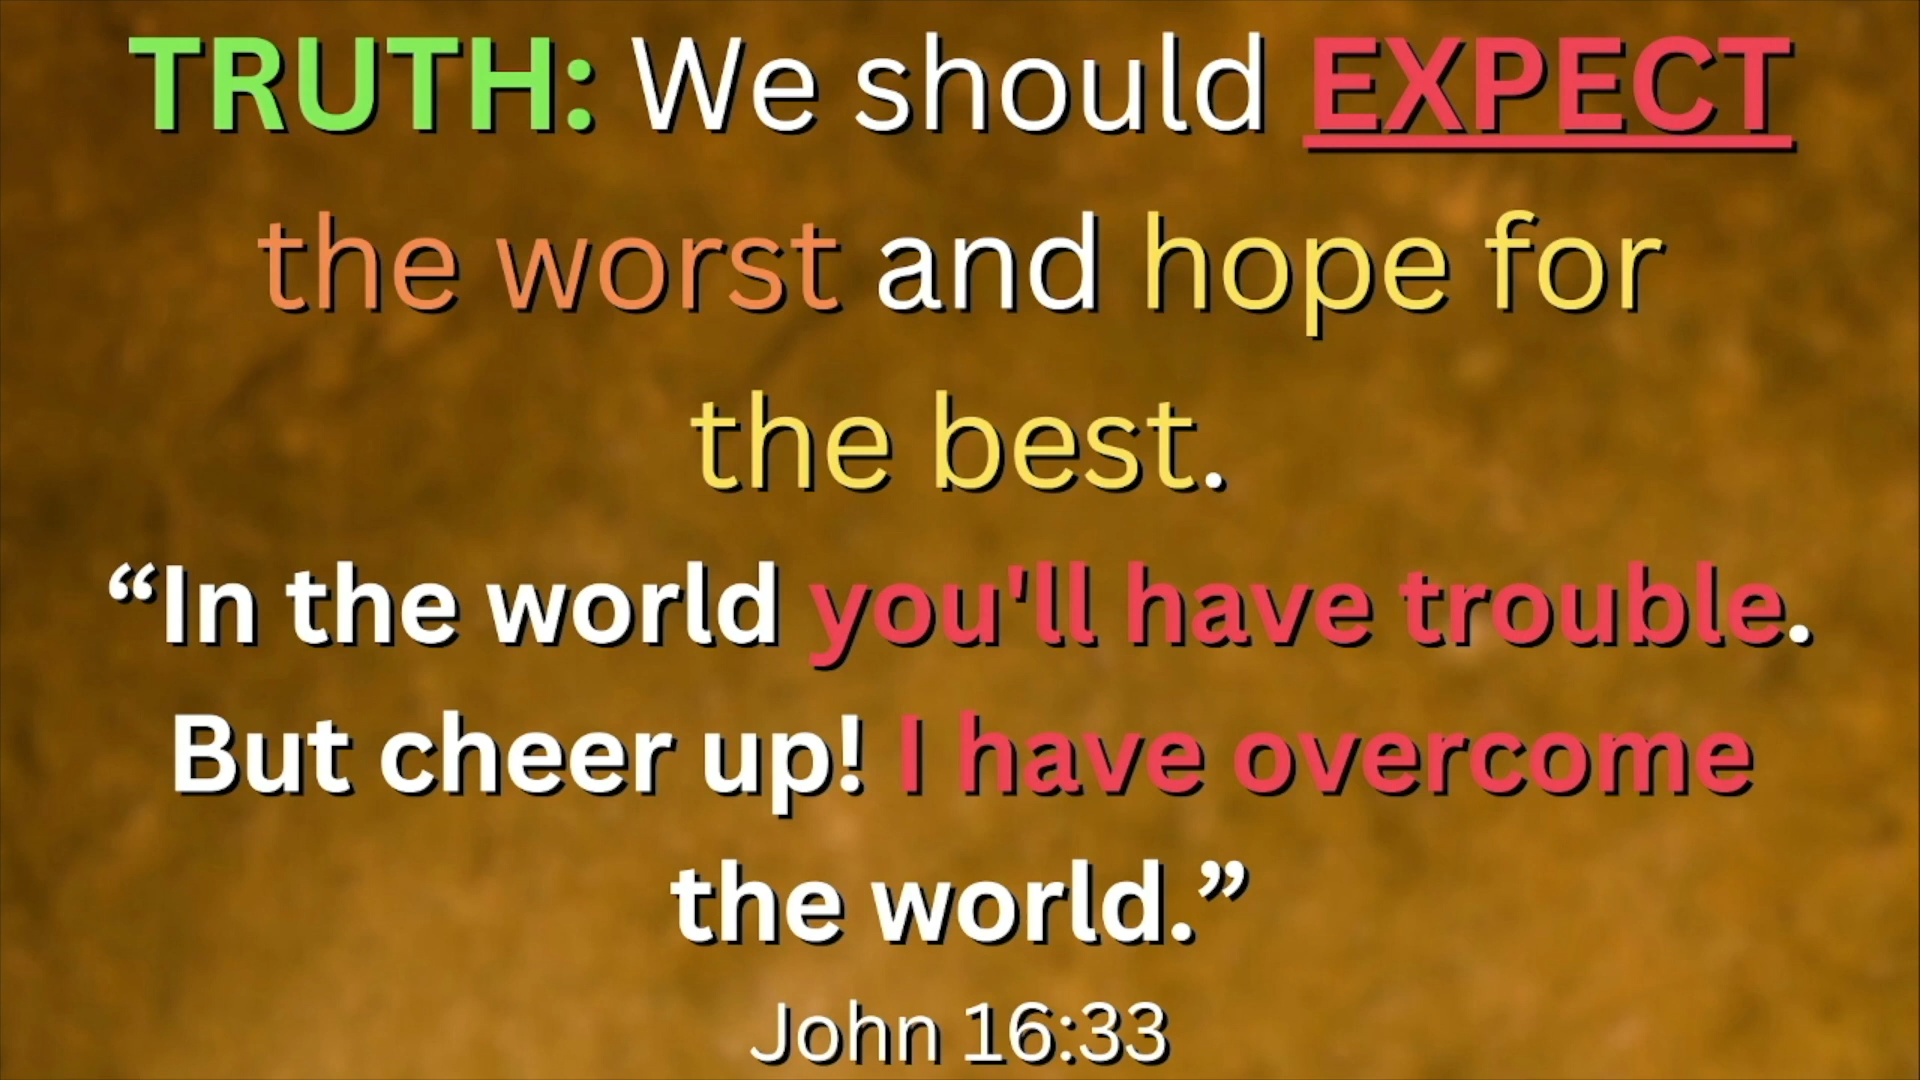 TRUTH: We should EXPECT
the worst and hope for
the best.
“In the world you'll have trouble.
But cheer up! I have overcome
the world.”
John 16:33